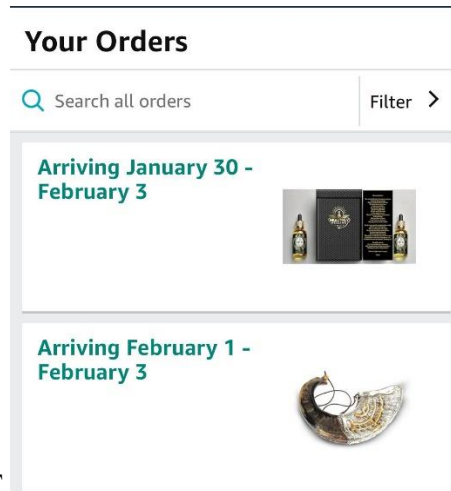 Your Orders
Search all orders
Filter
Arriving January 30 -
February 3
Arriving February 1 -
February 3